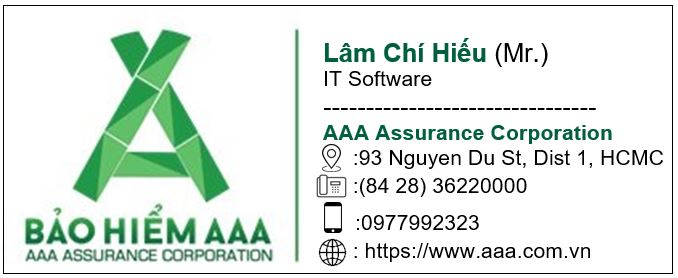 BẢO HIỂM AAA
AAA ASSURANCE CORPORATION
Lâm Chí Hiếu (Mr.)
IT Software
--------------------------------
AAA Assurance Corporation
:93 Nguyen Du St, Dist 1, HCMC
:(84 28) 36220000
:0977992323
: https://www.aaa.com.vn